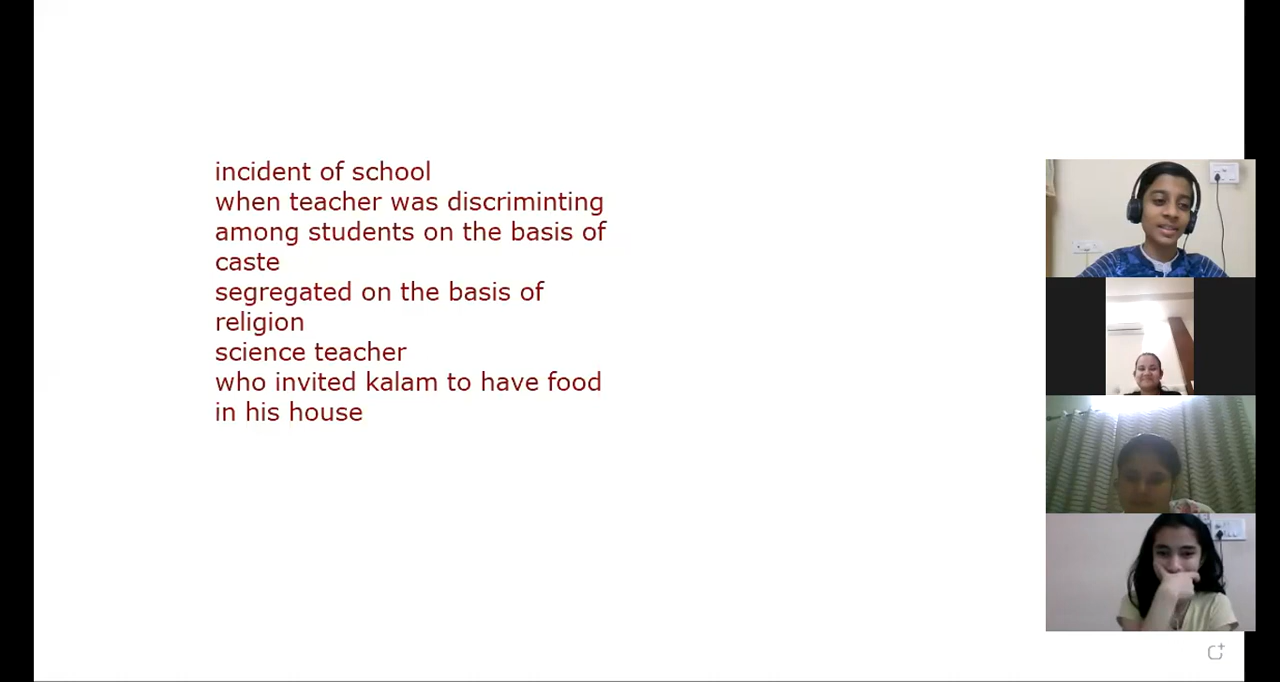 incident of school
when teacher was discriminting
among students on the basis of
caste
segregated on the basis of
religion
science teacher
who invited kalam to have food
in his house